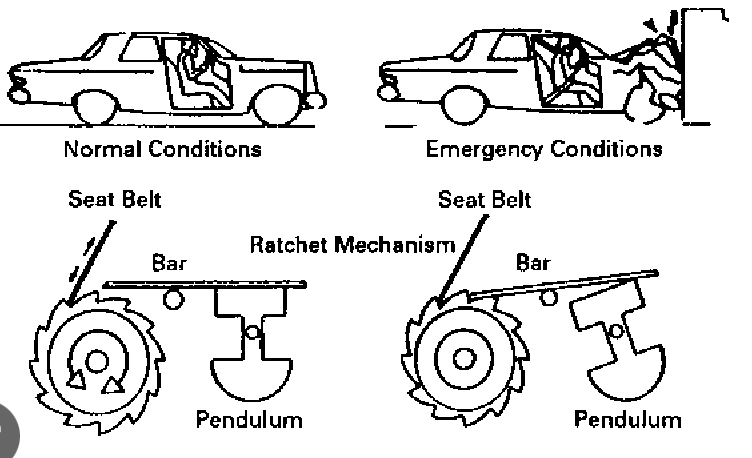 Normal Conditions
Emergency Conditions
Seat Belt
Seat Belt
Ratchet Mechanism
Bar
Bar
Pendulum
Pendulum